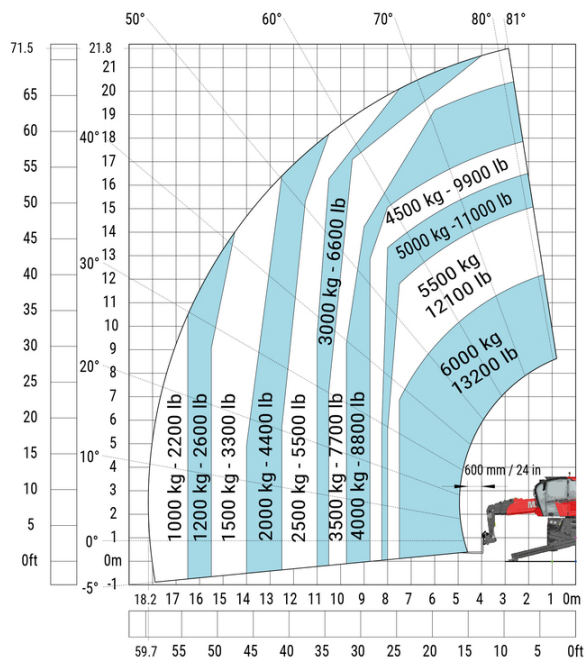 50° 60° 70° 80° 81°
71.5 ft 21.8
21
65 20
19
60 40° 18
55 17
16
50 15
45 14
13
40 30° 12
35 11
10
30 9
25 20° 8
7
20 6
15 5
10° 4
10 3
5 2
1
0°
0ft 0m
-5° -1
4500 kg - 9900 lb
5000 kg -11000 lb
5500 kg
12100 lb
6000 kg
13200 lb
3000 kg - 6600 lb
1000 kg - 2200 lb
1200 kg - 2600 lb
1500 kg - 3300 lb
2000 kg - 4400 lb
2500 kg - 5500 lb
3500 kg - 7700 lb
4000 kg - 8800 lb
600 mm / 24 in
18.2 17 16 15 14 13 12 11 10 9 8 7 6 5 4 3 2 1 0m
59.7 55 50 45 40 35 30 25 20 15 10 5 0ft